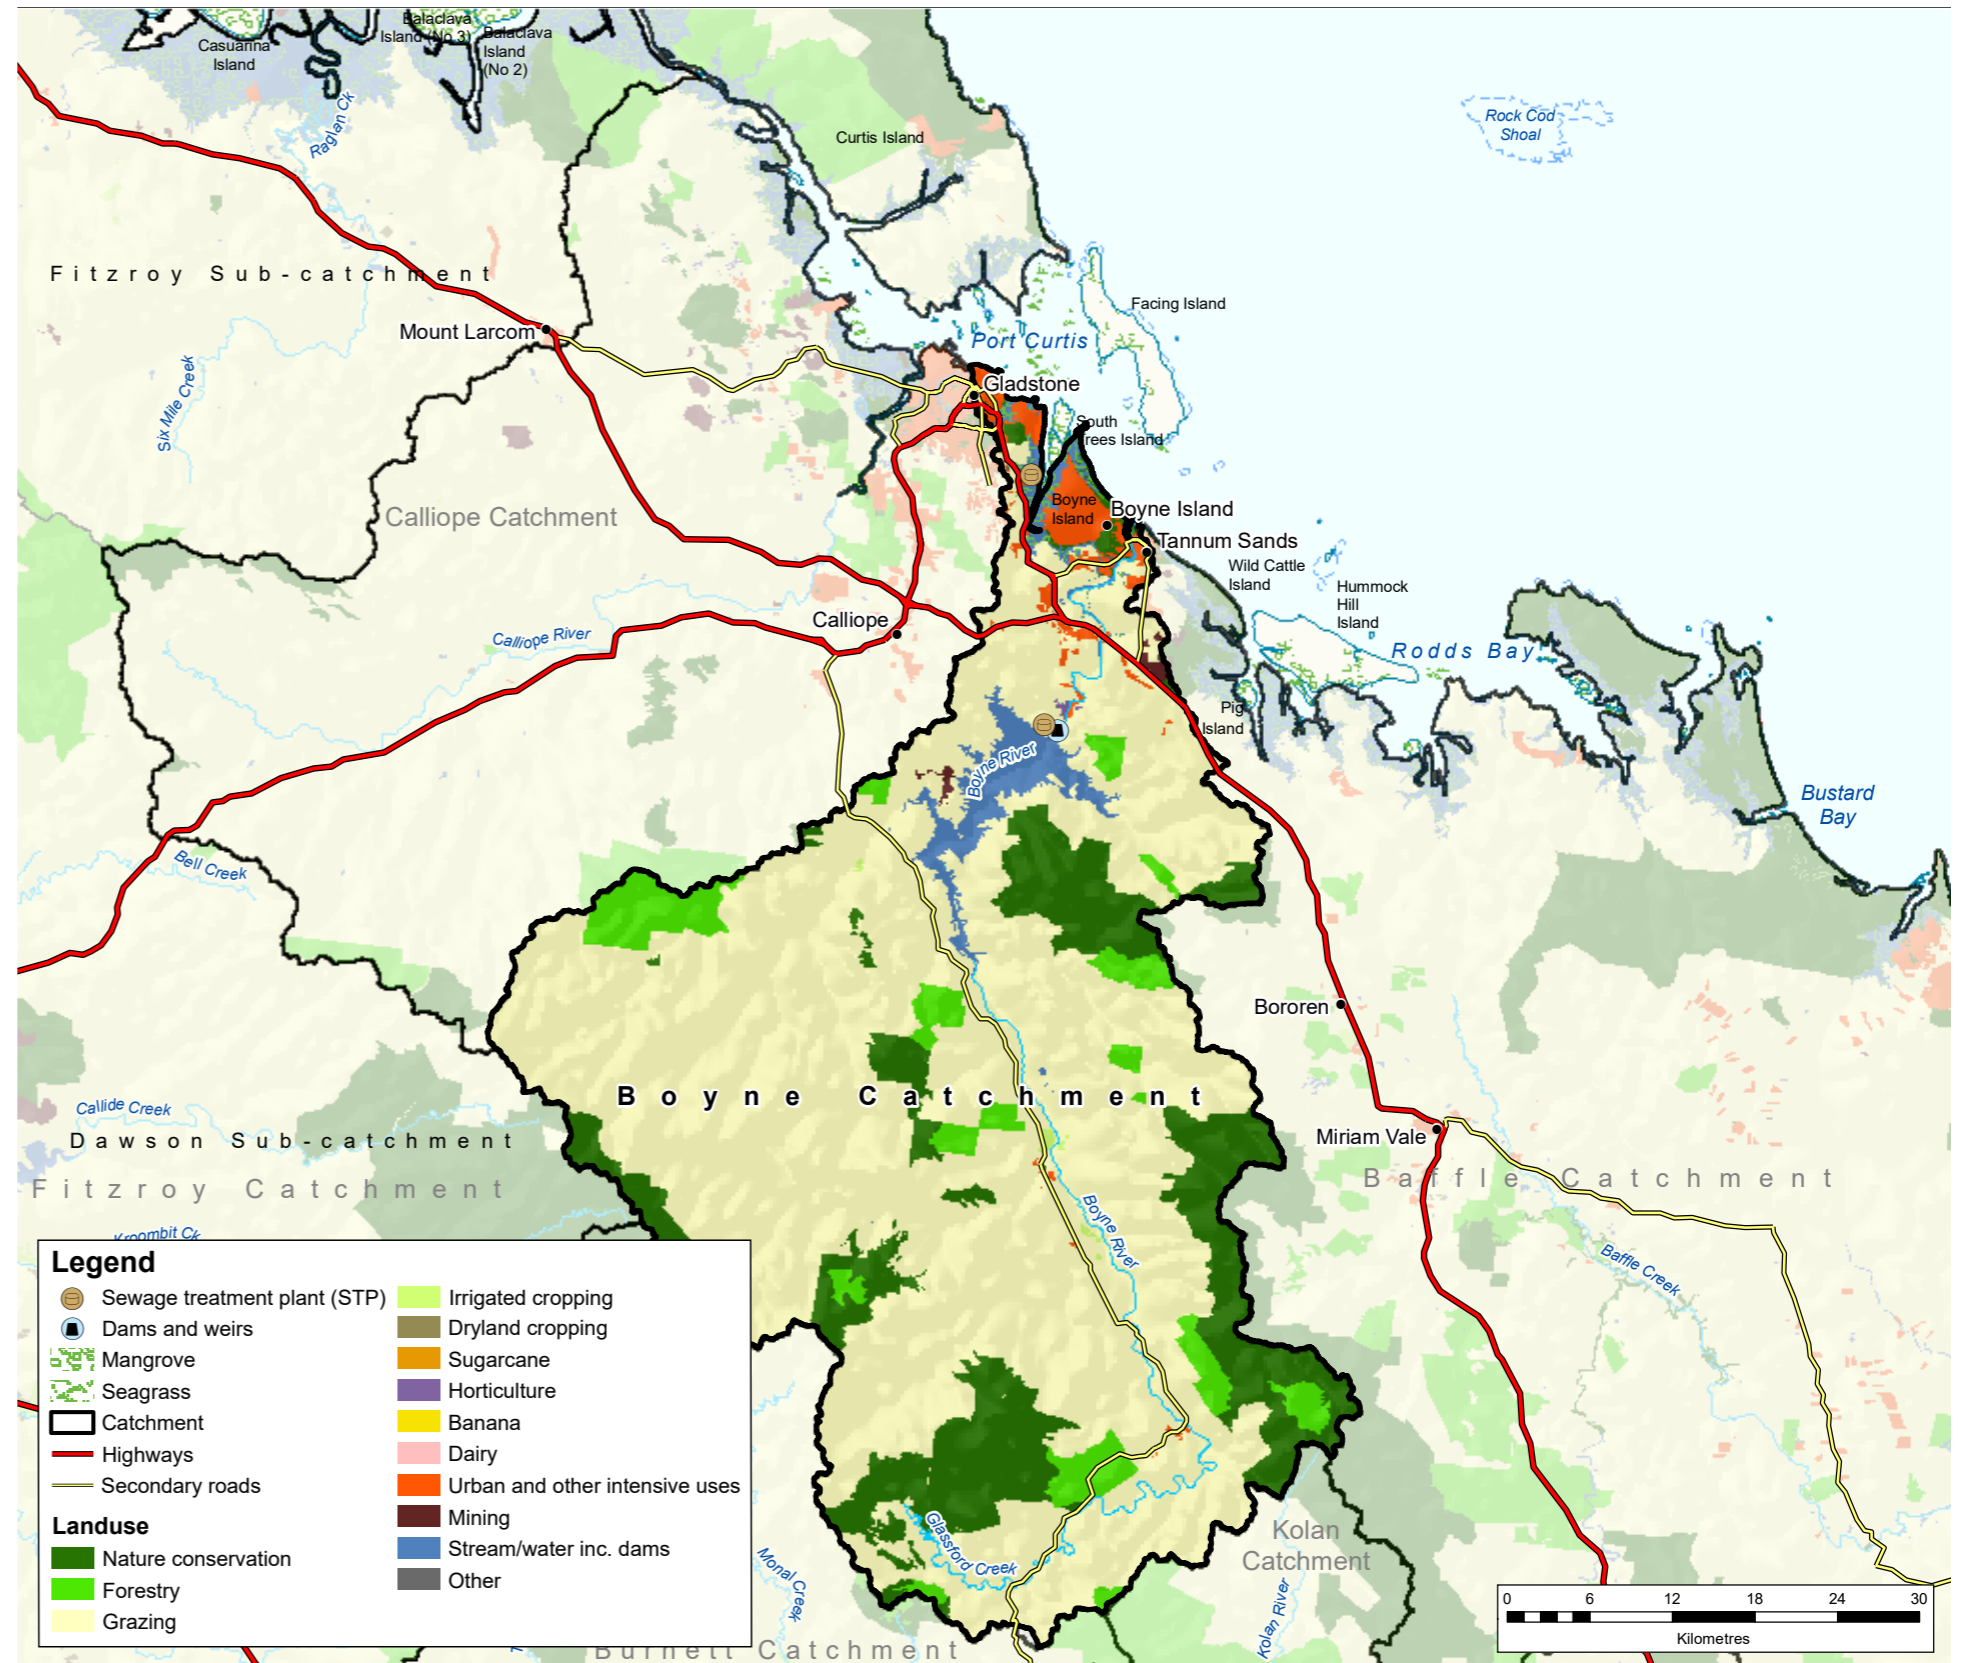 Casuarina
Island
Balaclava
Island (No 3)
Balaclava
Island
(No 2)
Raglan Ck
Curtis Island
Rock Cod
Shoal
Fitzroy Sub-catchment
Mount Larcom
Facing Island
Port Curtis
Six Mile Creek
Gladstone
South
Trees Island
Calliope Catchment
Boyne
Island
Boyne Island
Tannum Sands
Wild Cattle
Island
Hummock
Hill
Island
Calliope
Calliope River
Rodds Bay
Pig
Island
Boyne River
Bustard
Bay
Bell Creek
Bororen
Boyne Catchment
Callide Creek
Dawson Sub-catchment
Miriam Vale
Fitzroy Catchment
Baffle Catchment
Kroombit Ck
Boyne River
Baffle Creek
Legend
Sewage treatment plant (STP)
Dams and weirs
Mangrove
Seagrass
Catchment
Highways
Secondary roads
Landuse
Nature conservation
Forestry
Grazing
Irrigated cropping
Dryland cropping
Sugarcane
Horticulture
Banana
Dairy
Urban and other intensive uses
Mining
Stream/water inc. dams
Other
Glassford Creek
Monal Creek
Kolan
Catchment
Kolan River
Burnett Catchment
0 6 12 18 24 30
Kilometres